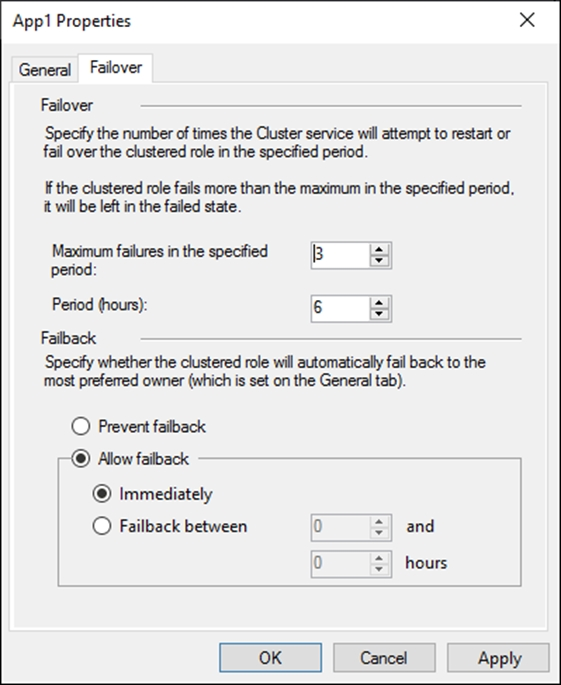 App1 Properties
General
Failover
Failover
Specify the number of times the Cluster service will attempt to restart or
fail over the clustered role in the specified period.
If the clustered role fails more than the maximum in the specified period,
it will be left in the failed state.
Maximum failures in the specified
period:
3
Period (hours):
6
Failback
Specify whether the clustered role will automatically fail back to the
most preferred owner (which is set on the General tab).
Prevent failback
Allow failback
Immediately
Failback between
0
and
0
hours
OK
Cancel
Apply